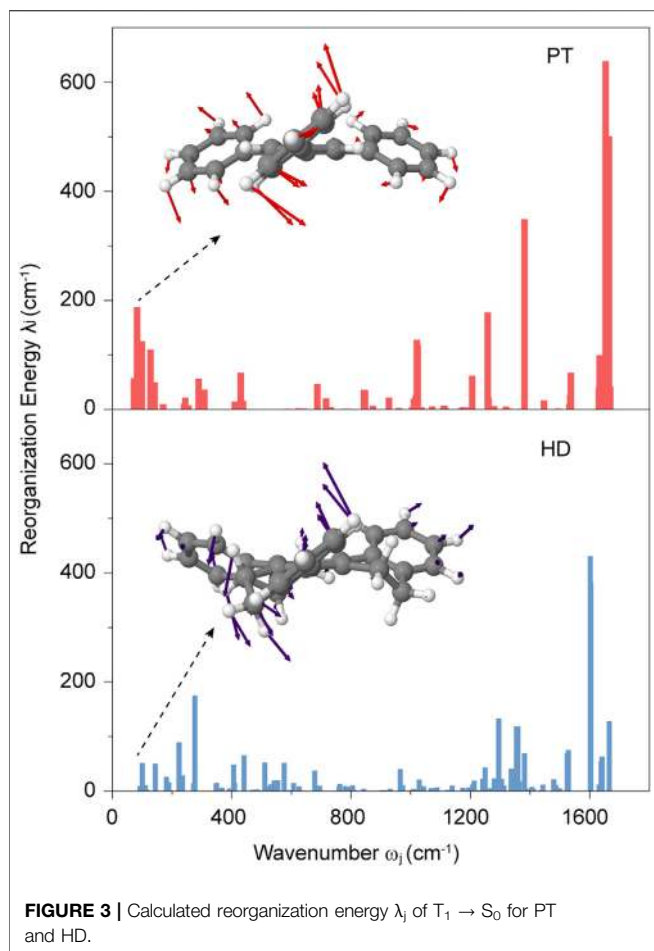 PT
600
400
200
0
Reorganization Energy λj (cm-1)
HD
600
400
200
0
0 400 800 1200 1600
Wavenumber ωj (cm-1)
FIGURE 3 | Calculated reorganization energy λj of T1 → S0 for PT
and HD.